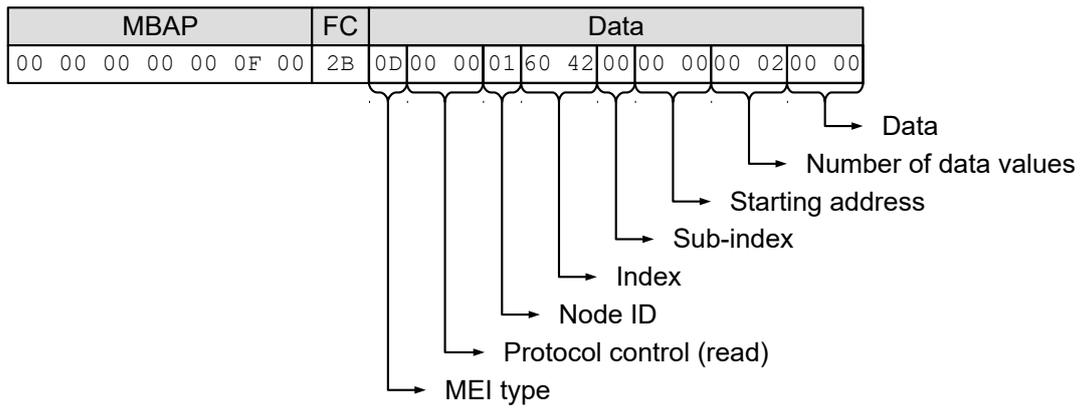 MBAP FC Data
00 00 00 00 00 0F 00 2B 0D 00 00 01 60 42 00 00 00 00 02 00 00
Data
Number of data values
Starting address
Sub-index
Index
Node ID
Protocol control (read)
MEI type